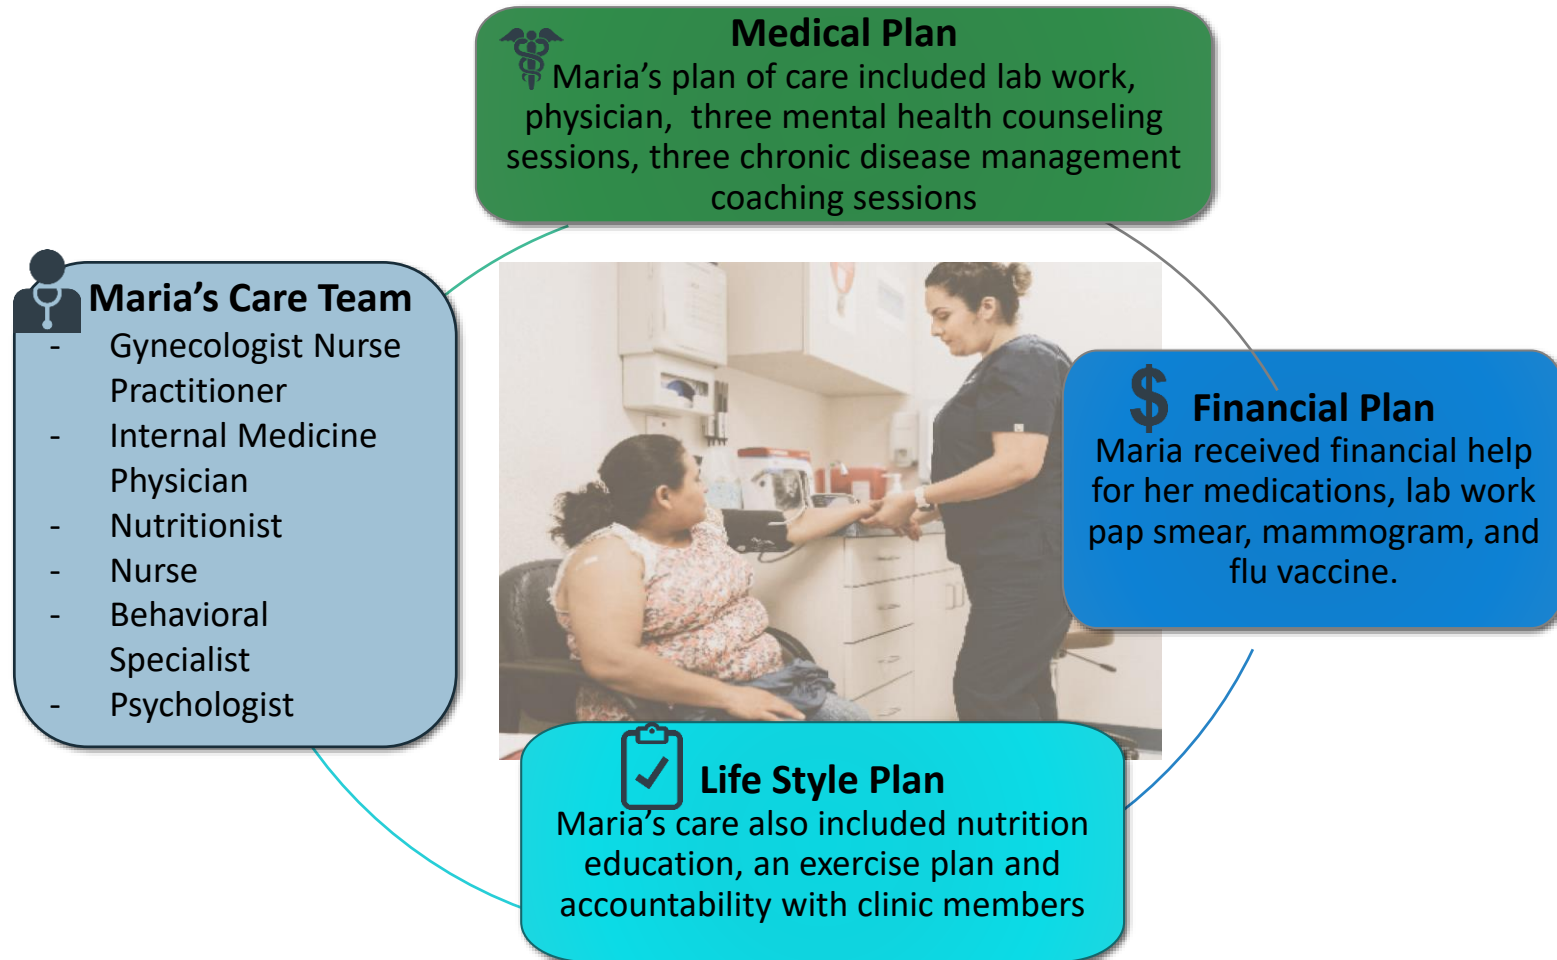 Medical Plan
Maria’s plan of care included lab work,
physician,  three mental health counseling
sessions, three chronic disease management
coaching sessions
Maria’s Care Team
- Gynecologist Nurse
Practitioner
- Internal Medicine
Physician
- Nutritionist
- Nurse
- Behavioral
Specialist
- Psychologist
$ Financial Plan
Maria received financial help
for her medications, lab work
pap smear, mammogram, and
flu vaccine.
Life Style Plan
Maria’s care also included nutrition
education, an exercise plan and
accountability with clinic members